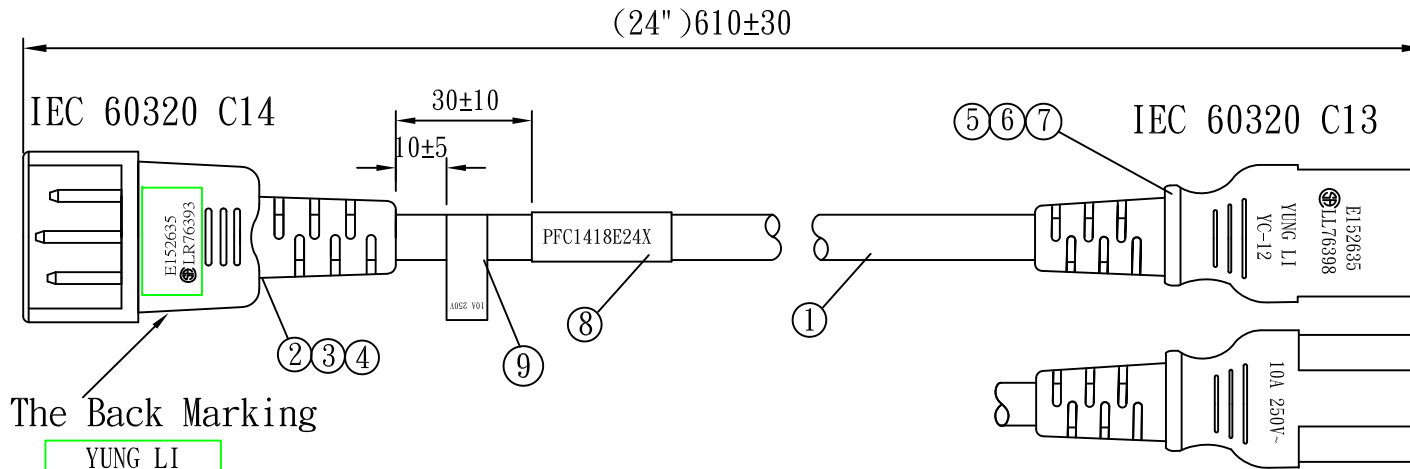 (24")610±30
IEC 60320 C14
30±10
10±5
⑤⑥⑦
IEC 60320 C13
E152635
LR76393
PFC1418E24X
10A 250V
YUNG LI
YC-12
E152635
LL76398
②③④
⑨
⑧
①
10A 250V~
The Back Marking
YUNG LI